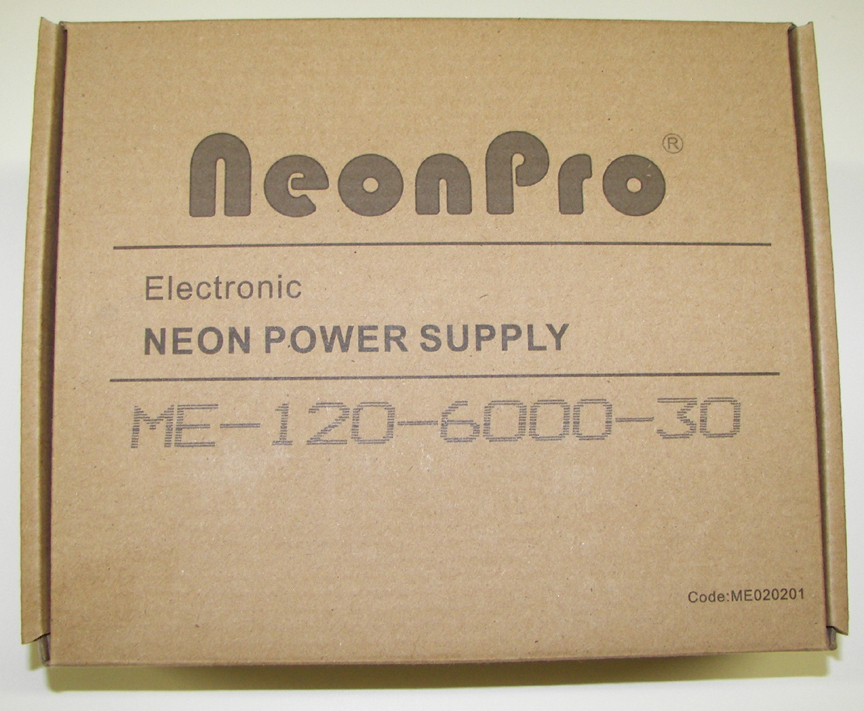 NeonPro®
Electronic
NEON POWER SUPPLY
ME-120-6000-30
Code:ME020201